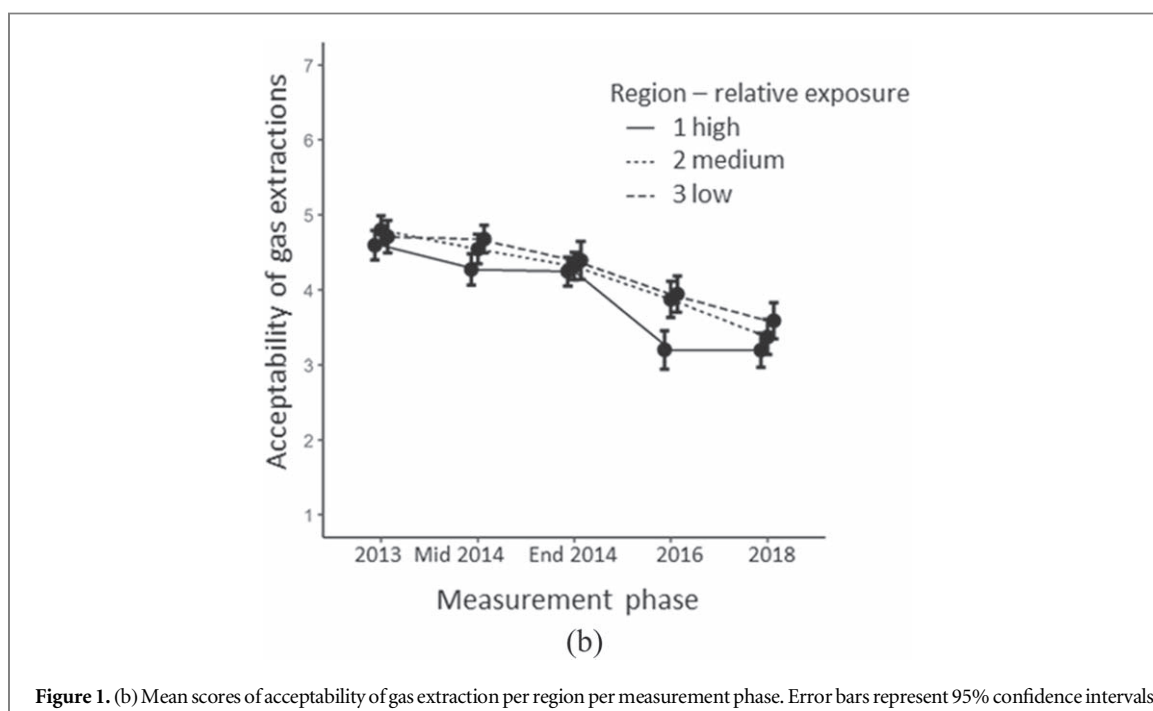 7
6
5
4
3
2
1
Acceptability of gas extractions
Region – relative exposure
1 high
2 medium
3 low
2013 Mid 2014 End 2014 2016 2018
Measurement phase
(b)
Figure 1. (b) Mean scores of acceptability of gas extraction per region per measurement phase. Error bars represent 95% confidence intervals